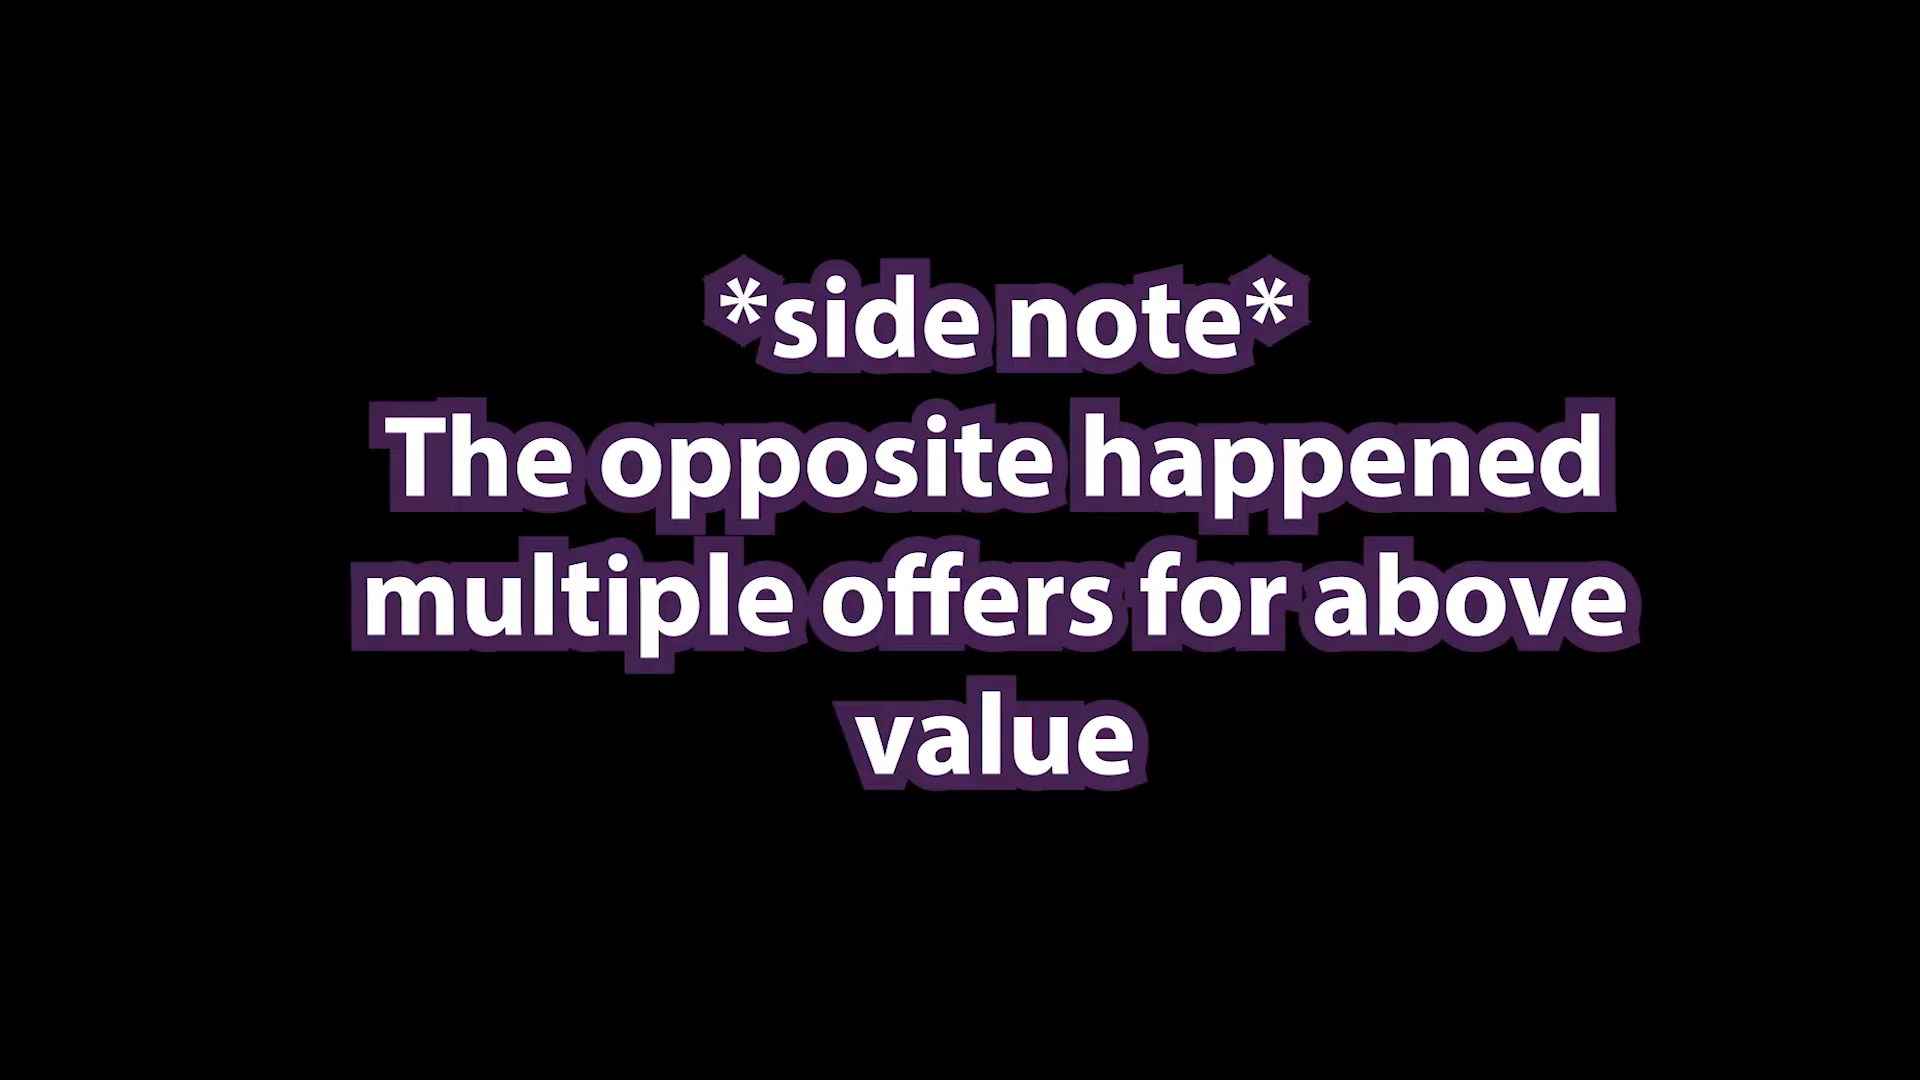 *side note*
The opposite happened
multiple offers for above
value